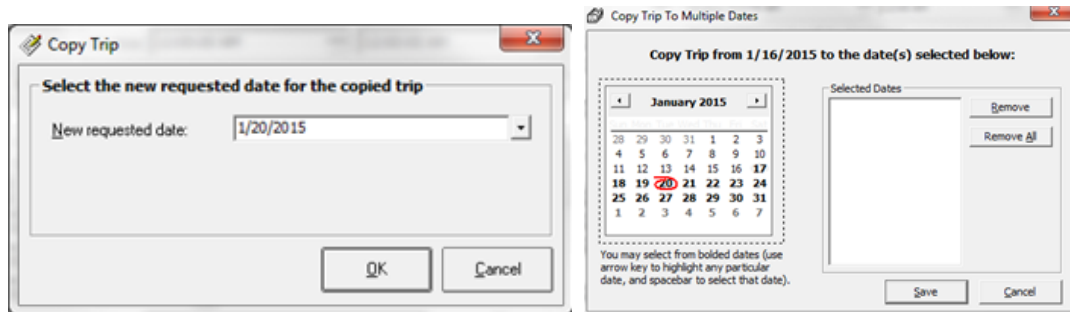 Copy Trip
Select the new requested date for the copied trip
New requested date:
1/20/2015
OK
Cancel
Copy Trip To Multiple Dates
Copy Trip from 1/16/2015 to the date(s) selected below:
January 2015
28 29 30 31 1 2 3
4 5 6 7 8 9 10
11 12 13 14 15 16 17
18 19 20 21 22 23 24
25 26 27 28 29 30 31
1 2 3 4 5 6 7
You may select from bolded dates (use
arrow key to highlight any particular
date, and spacebar to select that date).
Selected Dates
Remove
Remove All
Save
Cancel